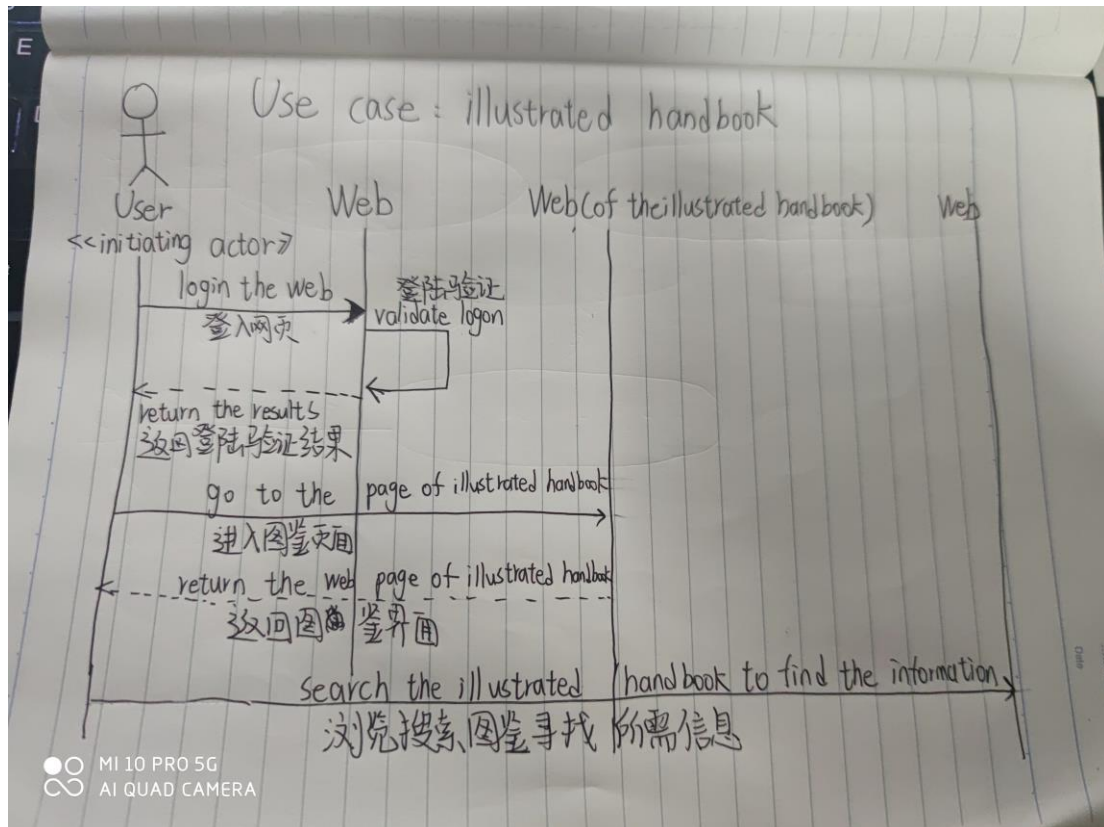 E
Use case : illustrated handbook
User
Web
Web(of the illustrated handbook)
Web
<<initiating actor>>
login the web
登入网页
登陆验证
validate logon
return the results
返回登陆验证结果
go to the page of illustrated handbook
进入图鉴页面
return the web page of illustrated handbook
返回图鉴界面
search the illustrated handbook to find the information
浏览搜索图鉴寻找所需信息
Date
MI 10 PRO 5G
AI QUAD CAMERA